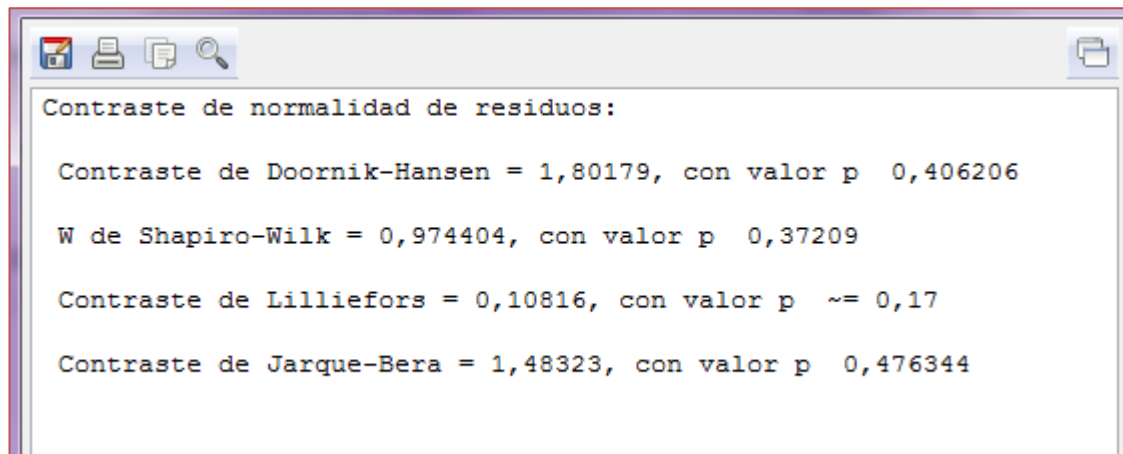 Contraste de normalidad de residuos:
Contraste de Doornik-Hansen = 1,80179, con valor p 0,406206
W de Shapiro-Wilk = 0,974404, con valor p 0,37209
Contraste de Lilliefors = 0,10816, con valor p ~= 0,17
Contraste de Jarque-Bera = 1,48323, con valor p 0,476344